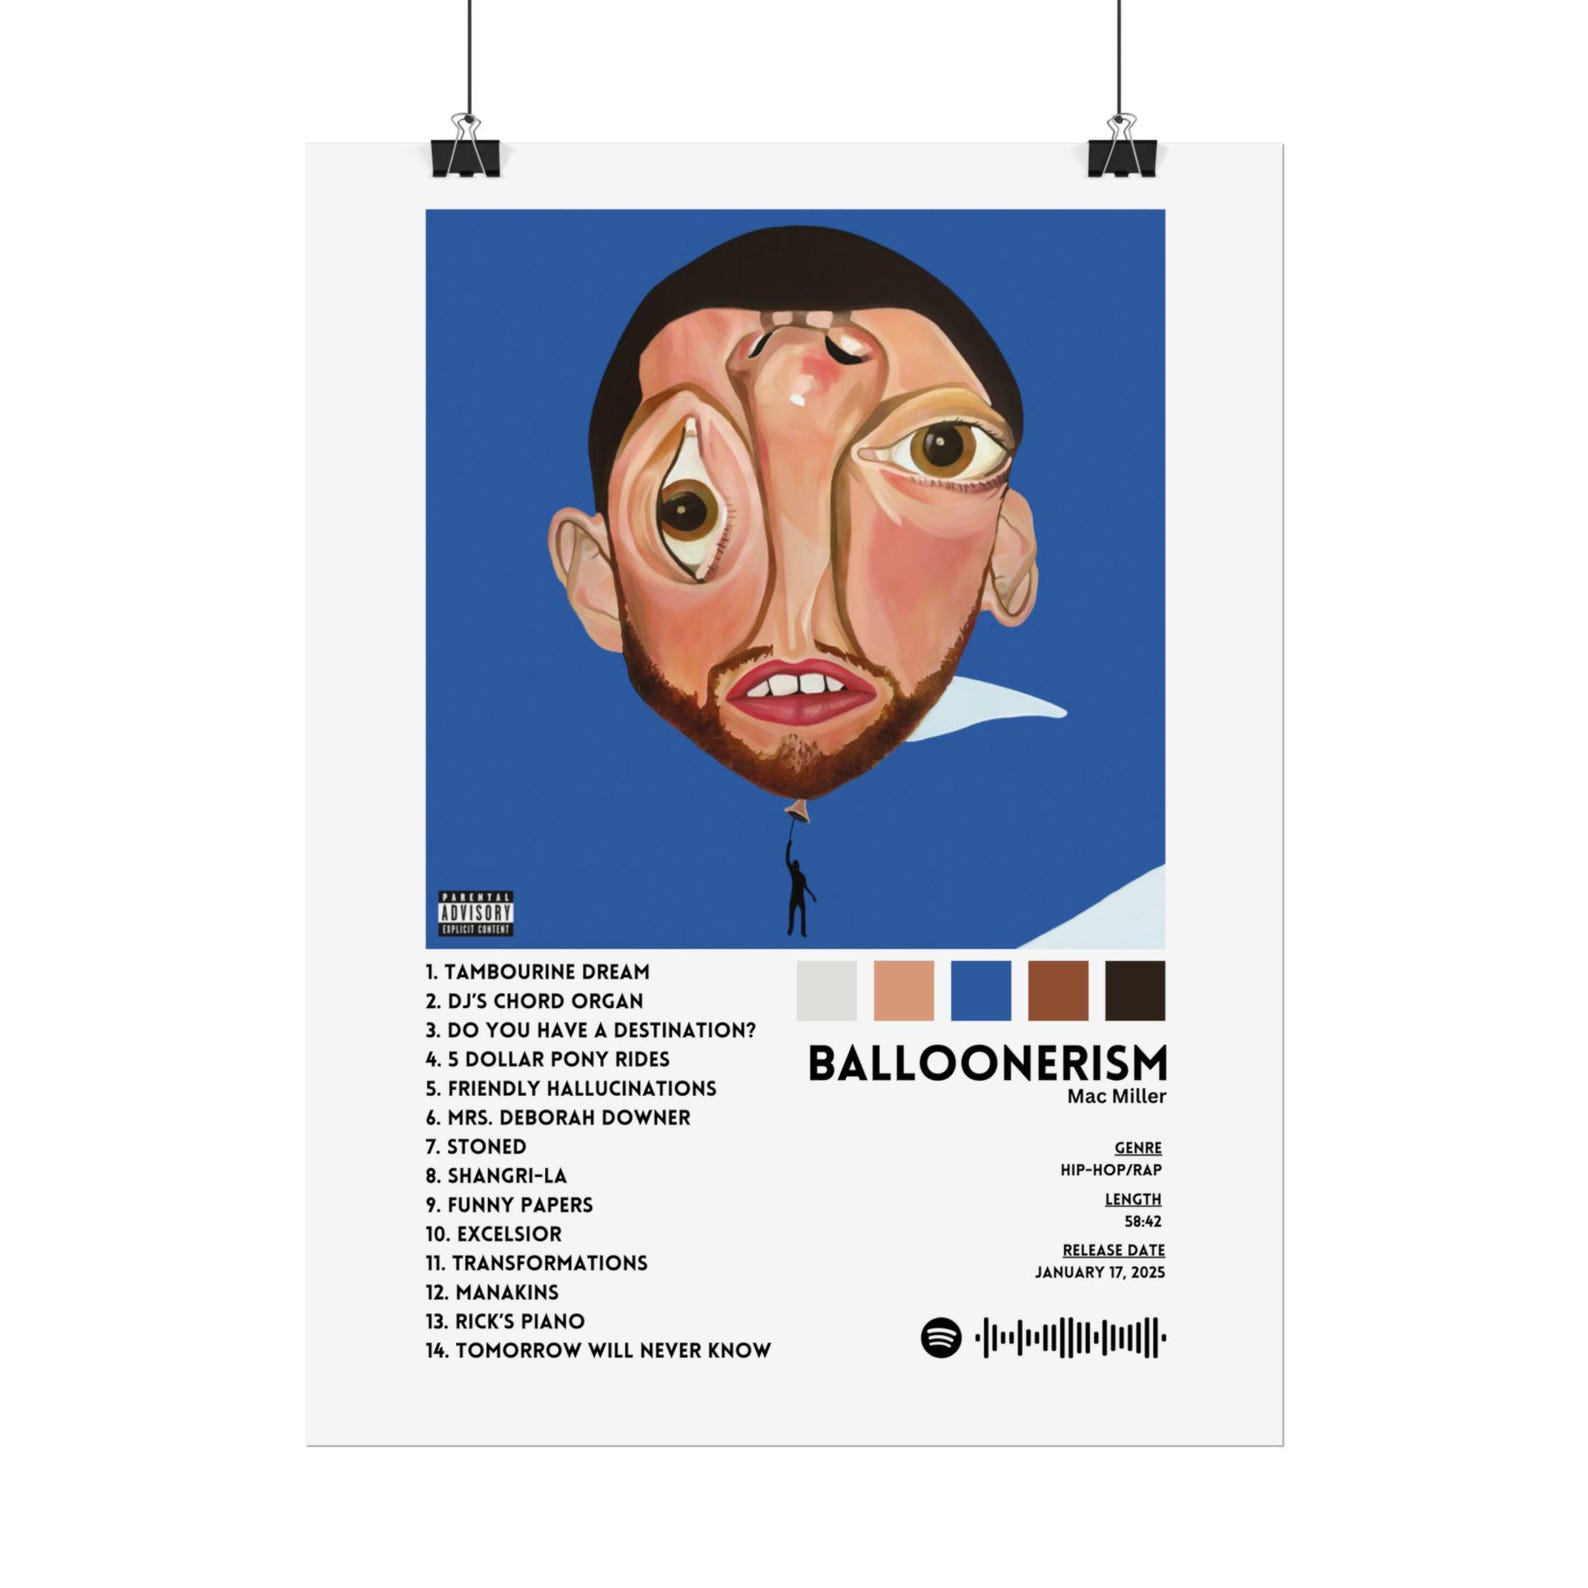 PARENTAL
ADVISORY
EXPLICIT CONTENT
1. TAMBOURINE DREAM
2. DJ'S CHORD ORGAN
3. DO YOU HAVE A DESTINATION?
4. 5 DOLLAR PONY RIDES
5. FRIENDLY HALLUCINATIONS
6. MRS. DEBORAH DOWNER
7. STONED
8. SHANGRI-LA
9. FUNNY PAPERS
10. EXCELSIOR
11. TRANSFORMATIONS
12. MANAKINS
13. RICK'S PIANO
14. TOMORROW WILL NEVER KNOW
BALLOONERISM
Mac Miller
GENRE
HIP-HOP/RAP
LENGTH
58:42
RELEASE DATE
JANUARY 17, 2025